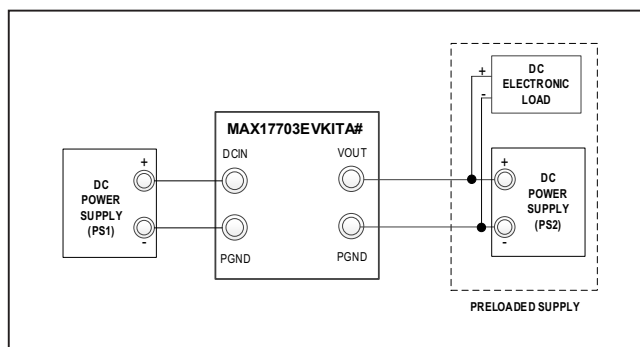 MAX17703EVKITA#
DCIN
VOUT
PGND
PGND
+
DC
POWER
SUPPLY
(PS1)
-
+
-
DC
ELECTRONIC
LOAD
+
DC
POWER
SUPPLY
(PS2)
-
PRELOADED SUPPLY